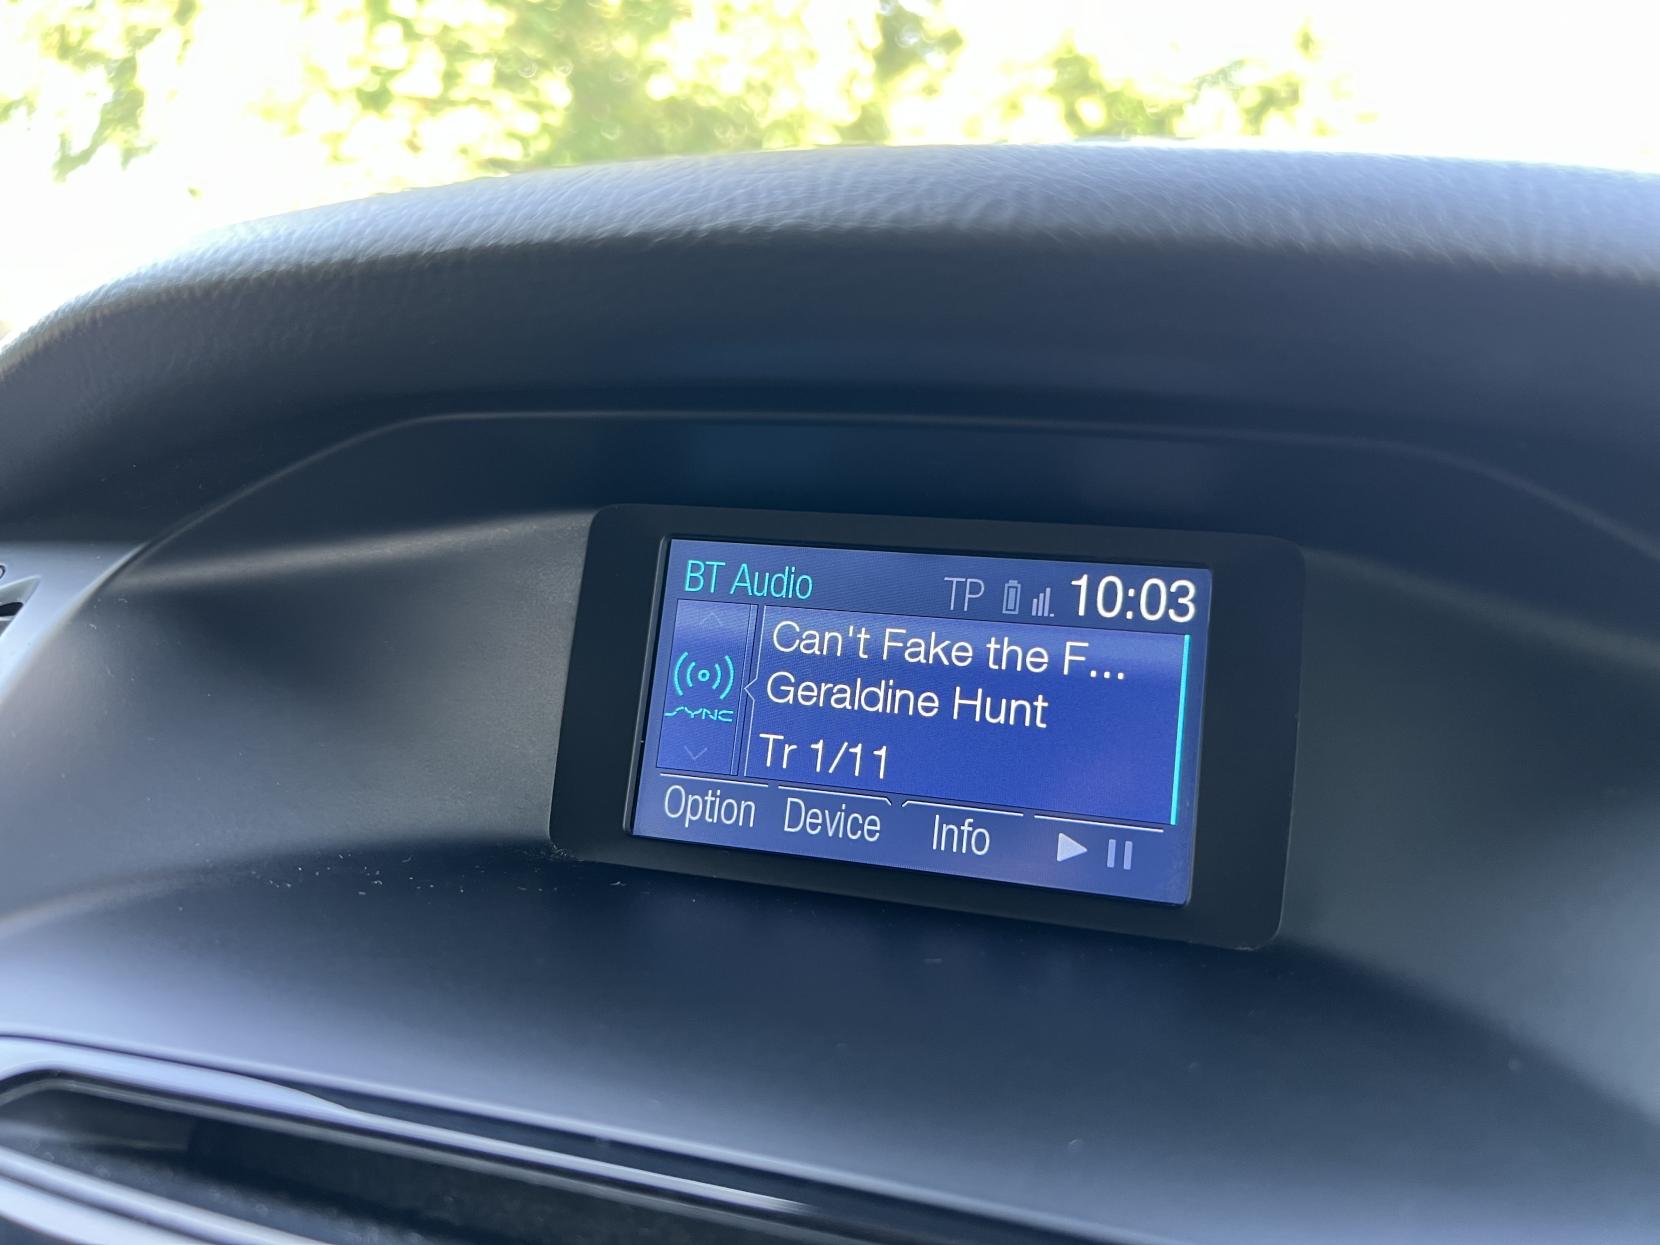 BT Audio TP 10:03
Can't Fake the F...
Geraldine Hunt
SYNC
Tr 1/11
Option Device Info